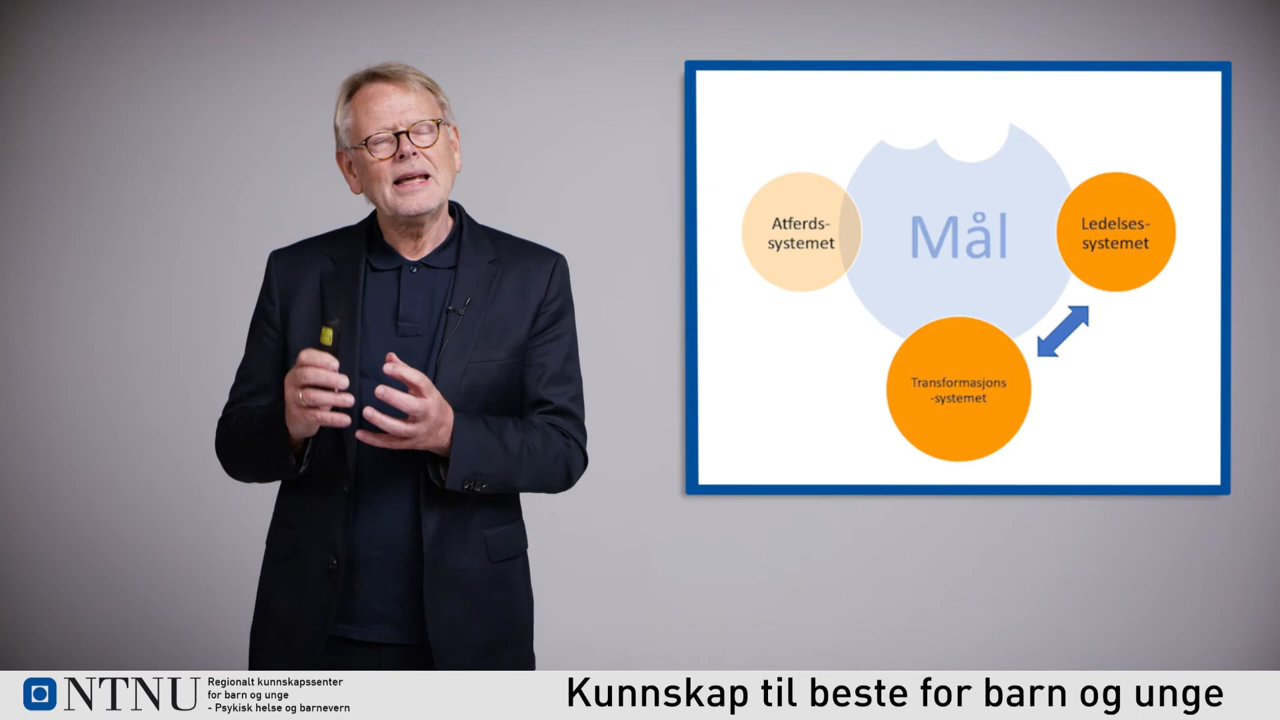 Atferds-
systemet
Mål
Ledelses-
systemet
Transformasjons
-systemet
NTNU
Regionalt kunnskapssenter
for barn og unge
- Psykisk helse og barnevern
Kunnskap til beste for barn og unge